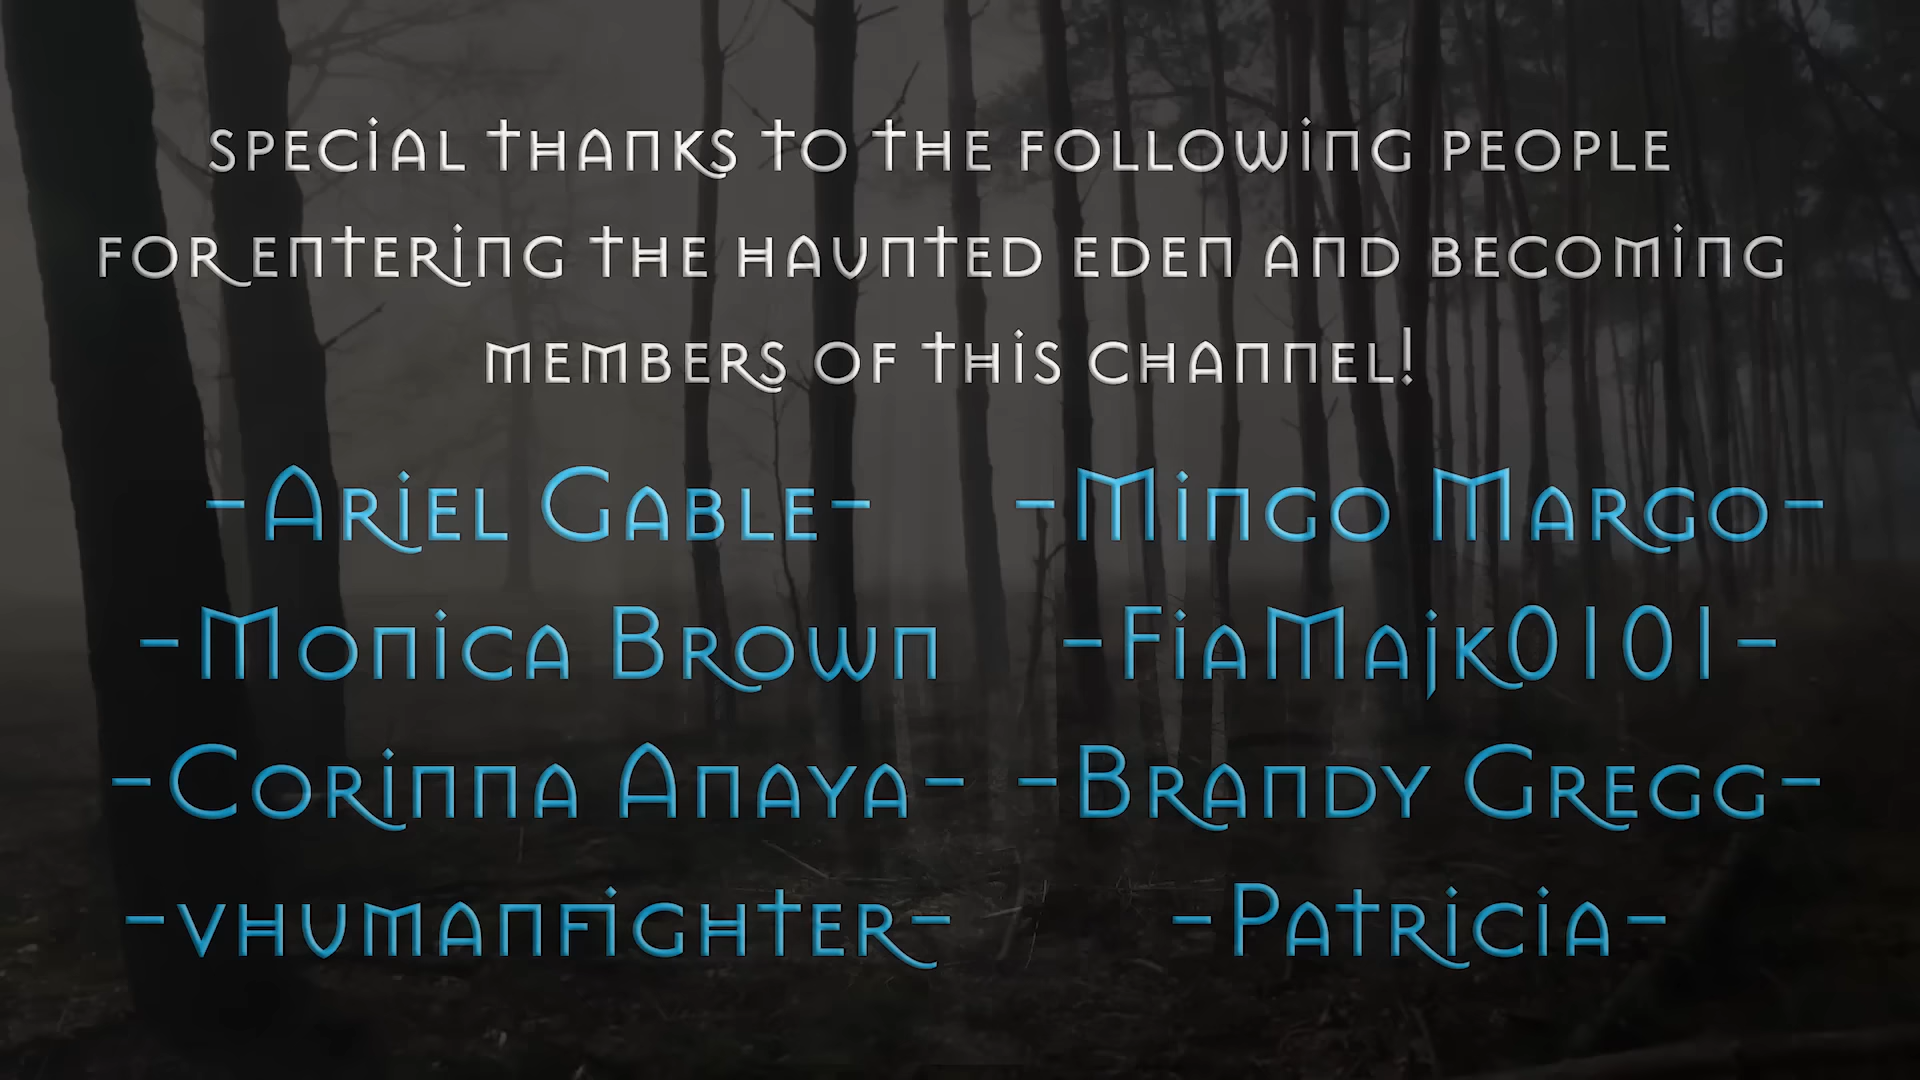 special thanks to the following people
for entering the haunted eden and becoming
members of this channel!
-Ariel Gable-
-Mingo Margo-
-Monica Brown
-FiaMajk0101-
-Corinna Anaya-
-Brandy Gregg-
-vhumanfighter-
-Patricia-